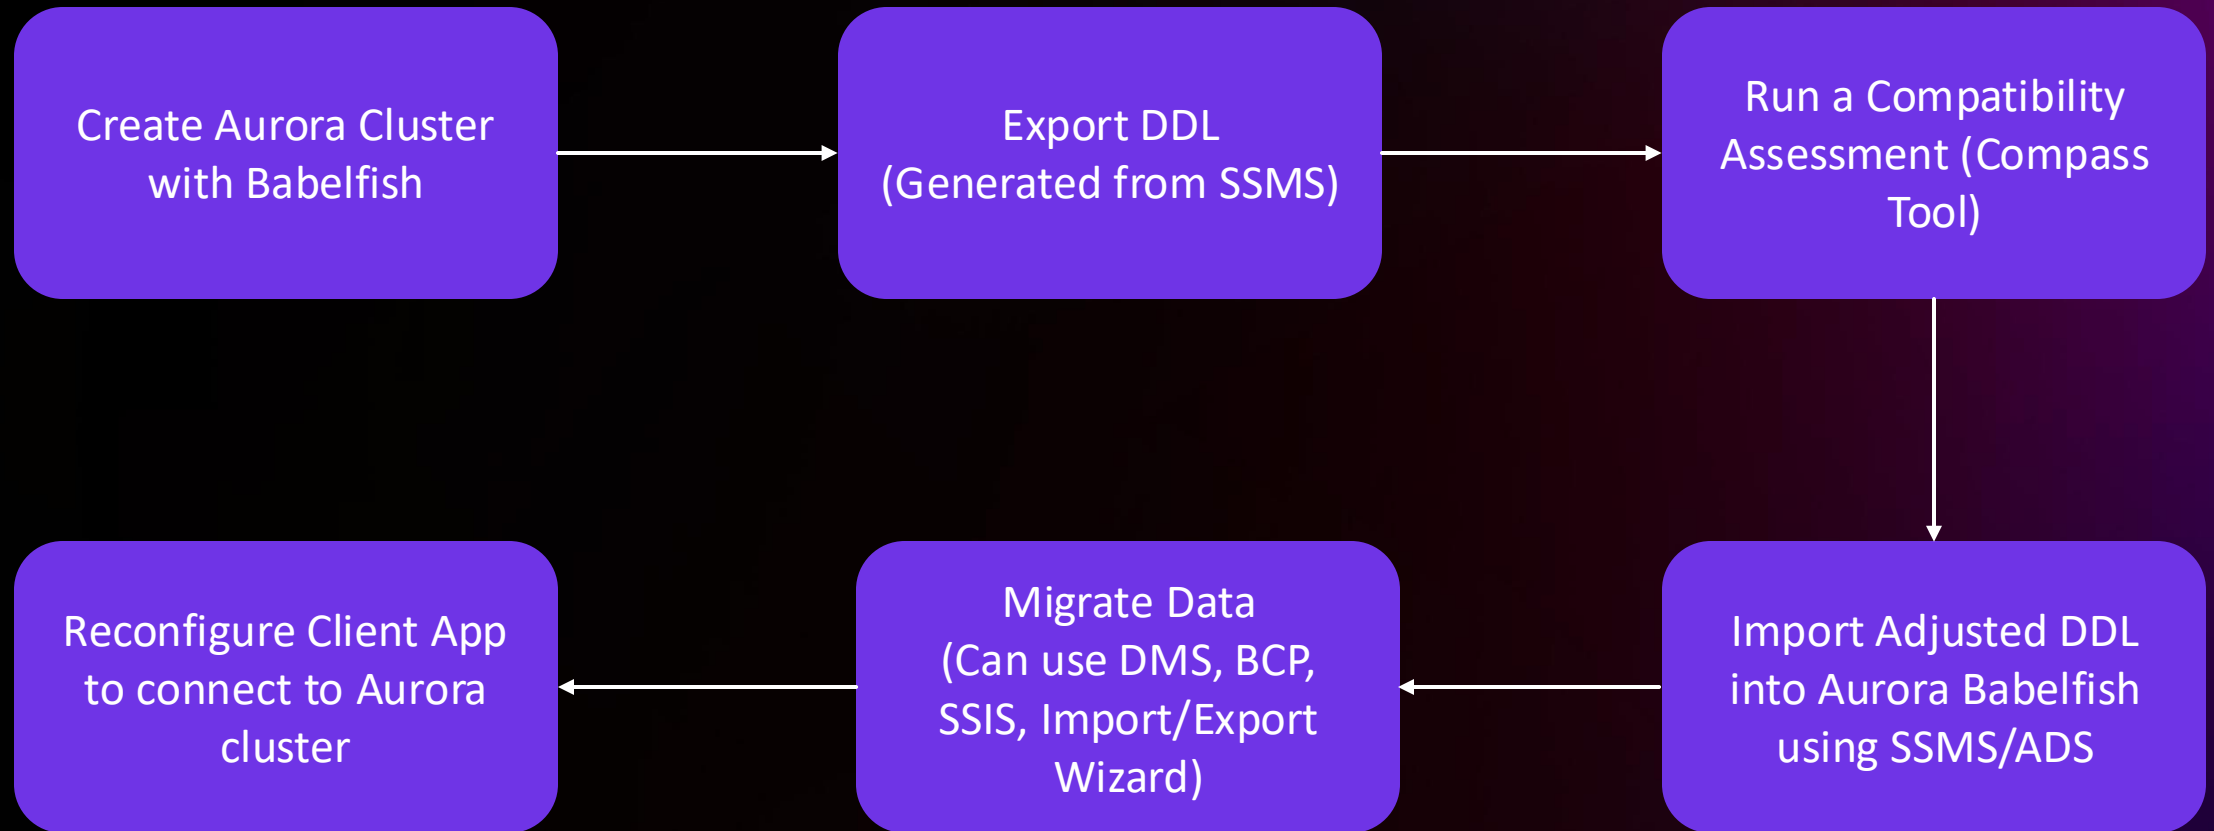 Create Aurora Cluster
with Babelfish
Export DDL
(Generated from SSMS)
Run a Compatibility
Assessment (Compass
Tool)
Import Adjusted DDL
into Aurora Babelfish
using SSMS/ADS
Migrate Data
(Can use DMS, BCP,
SSIS, Import/Export
Wizard)
Reconfigure Client App
to connect to Aurora
cluster